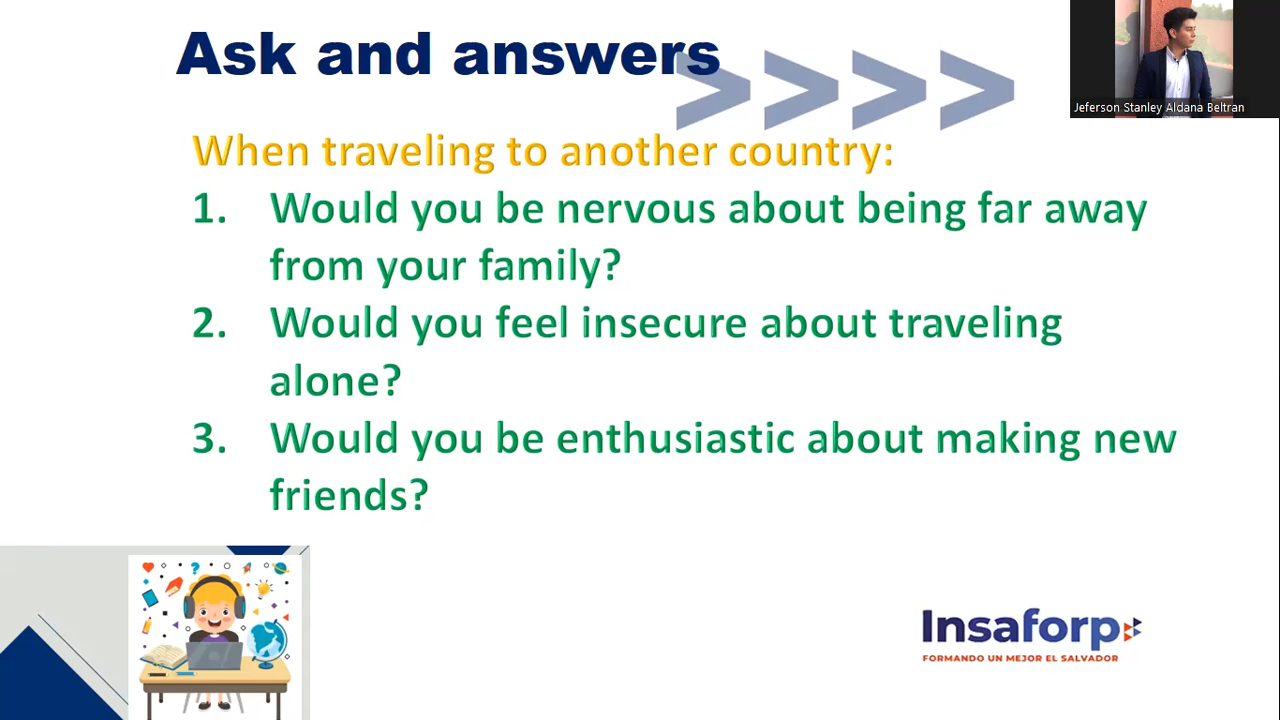 Ask and answers
>>>>
Jeferson Stanley Aldana Beltran
When traveling to another country:
1. Would you be nervous about being far away
from your family?
2. Would you feel insecure about traveling
alone?
3. Would you be enthusiastic about making new
friends?
Insaforp
FORMANDO UN MEJOR EL SALVADOR